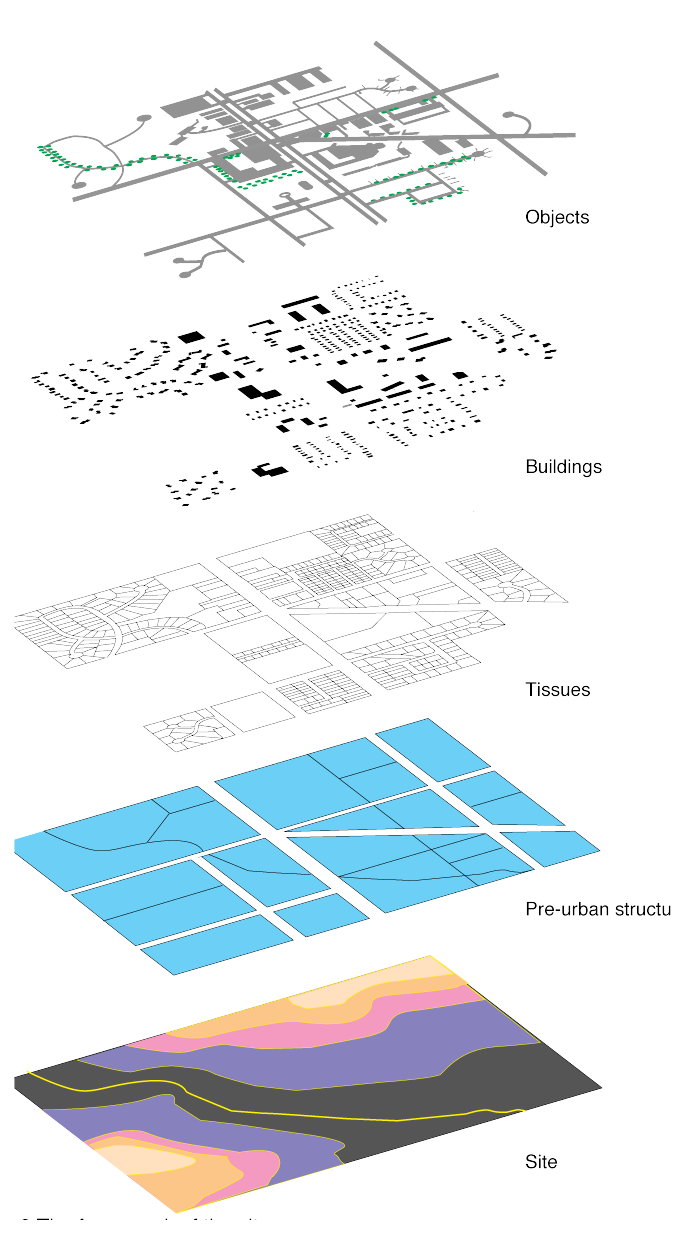 Objects
Buildings
Tissues
Pre-urban structu
Site